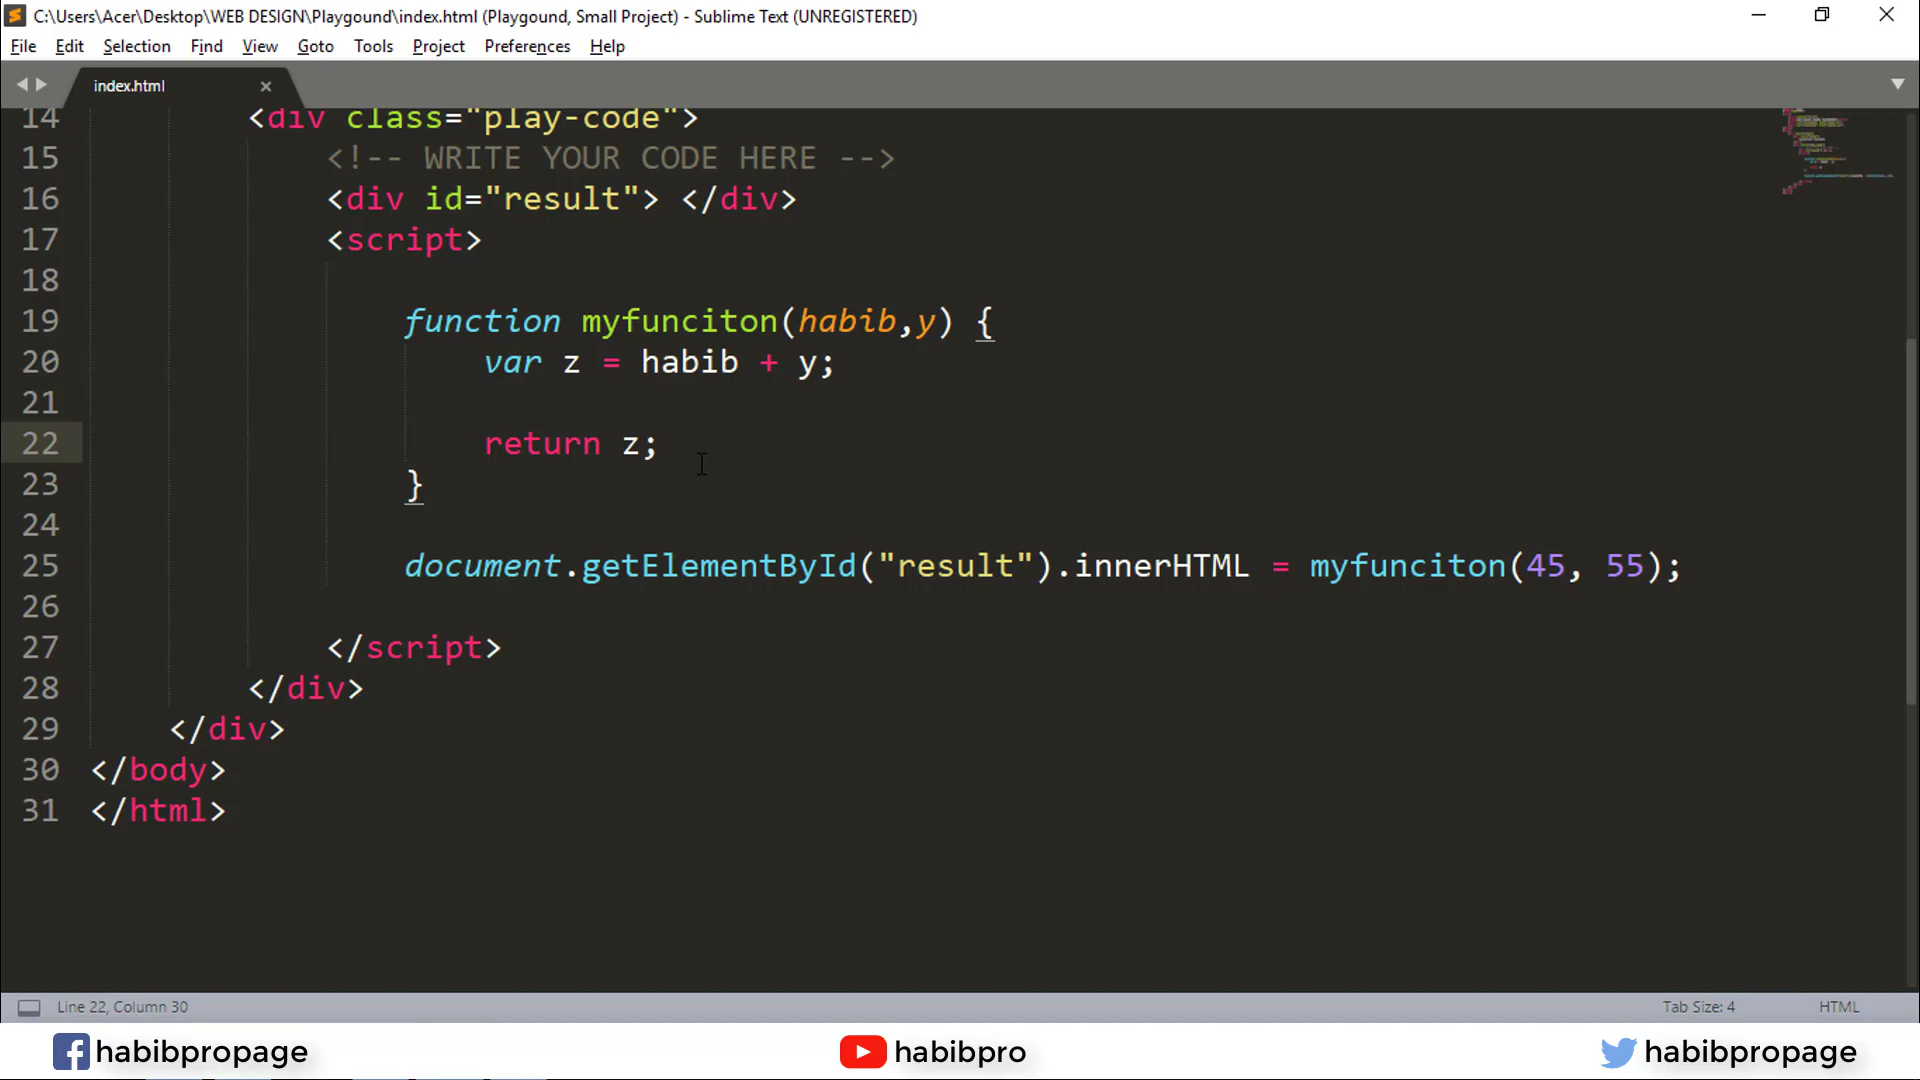 C:\Users\Acer\Desktop\WEB DESIGN\Playgound\index.html (Playgound, Small Project) - Sublime Text (UNREGISTERED)
File Edit Selection Find View Goto Tools Project Preferences Help
index.html
14 <div class="play-code">
15 <!-- WRITE YOUR CODE HERE -->
16 <div id="result"> </div>
17 <script>
18
19 function myfunciton(habib,y) {
20 var z = habib + y;
21
22 return z;
23 }
24
25 document.getElementById("result").innerHTML = myfunciton(45, 55);
26
27 </script>
28 </div>
29 </div>
30 </body>
31 </html>
Line 22, Column 30 Tab Size: 4 HTML
habibpropage habibpro habibpropage